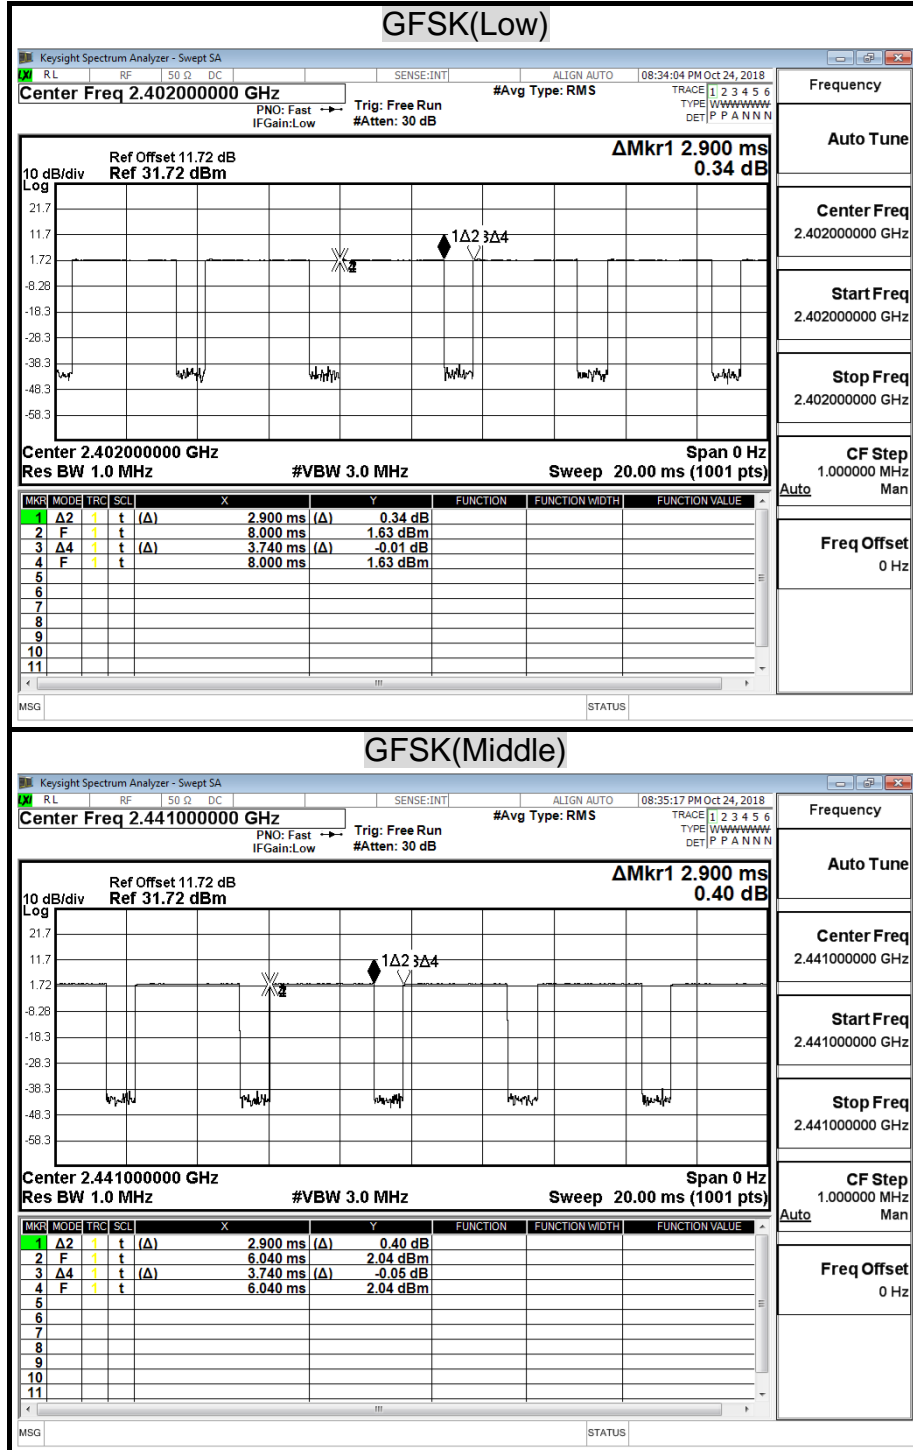 GFSK(Low)
Keysight Spectrum Analyzer - Swept SA
LXI RL RF 50 Ω DC SENSE:INT ALIGN AUTO 08:34:04 PM Oct 24, 2018
Center Freq 2.402000000 GHz #Avg Type: RMS TRACE 1 2 3 4 5 6
PNO: Fast Trig: Free Run TYPE WWWWWW
IFGain:Low #Atten: 30 dB DET P P A N N N
Frequency
ΔMkr1 2.900 ms
0.34 dB
Ref Offset 11.72 dB
10 dB/div Ref 31.72 dBm
Log
21.7
11.7
1.72
-8.28
-18.3
-28.3
-38.3
-48.3
-58.3
1Δ2 3Δ4
Center 2.402000000 GHz Span 0 Hz
Res BW 1.0 MHz #VBW 3.0 MHz Sweep 20.00 ms (1001 pts)
MKR MODE TRC SCL X Y FUNCTION FUNCTION WIDTH FUNCTION VALUE
1 Δ2 1 t (Δ) 2.900 ms (Δ) 0.34 dB
2 F 1 t 8.000 ms 1.63 dBm
3 Δ4 1 t (Δ) 3.740 ms (Δ) -0.01 dB
4 F 1 t 8.000 ms 1.63 dBm
5
6
7
8
9
10
11
MSG STATUS
Auto Tune
Center Freq
2.402000000 GHz
Start Freq
2.402000000 GHz
Stop Freq
2.402000000 GHz
CF Step
1.000000 MHz
Auto Man
Freq Offset
0 Hz
GFSK(Middle)
Keysight Spectrum Analyzer - Swept SA
LXI RL RF 50 Ω DC SENSE:INT ALIGN AUTO 08:35:17 PM Oct 24, 2018
Center Freq 2.441000000 GHz #Avg Type: RMS TRACE 1 2 3 4 5 6
PNO: Fast Trig: Free Run TYPE WWWWWW
IFGain:Low #Atten: 30 dB DET P P A N N N
Frequency
ΔMkr1 2.900 ms
0.40 dB
Ref Offset 11.72 dB
10 dB/div Ref 31.72 dBm
Log
21.7
11.7
1.72
-8.28
-18.3
-28.3
-38.3
-48.3
-58.3
1Δ2 3Δ4
Center 2.441000000 GHz Span 0 Hz
Res BW 1.0 MHz #VBW 3.0 MHz Sweep 20.00 ms (1001 pts)
MKR MODE TRC SCL X Y FUNCTION FUNCTION WIDTH FUNCTION VALUE
1 Δ2 1 t (Δ) 2.900 ms (Δ) 0.40 dB
2 F 1 t 6.040 ms 2.04 dBm
3 Δ4 1 t (Δ) 3.740 ms (Δ) -0.05 dB
4 F 1 t 6.040 ms 2.04 dBm
5
6
7
8
9
10
11
MSG STATUS
Auto Tune
Center Freq
2.441000000 GHz
Start Freq
2.441000000 GHz
Stop Freq
2.441000000 GHz
CF Step
1.000000 MHz
Auto Man
Freq Offset
0 Hz